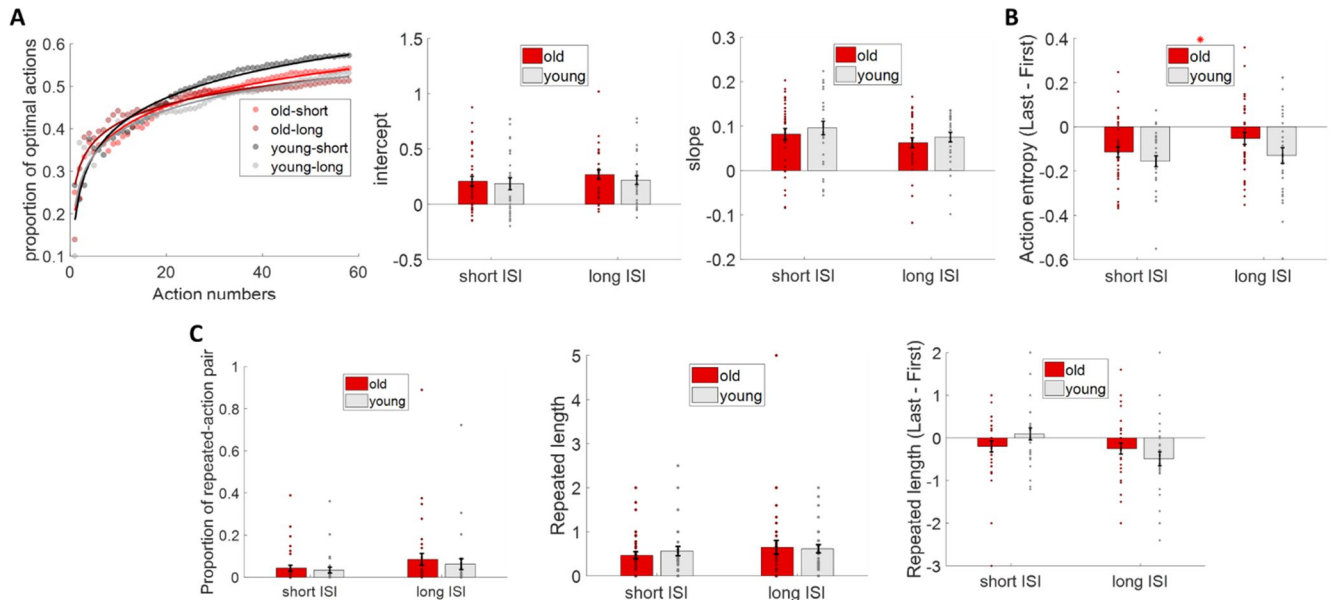 A
proportion of optimal actions
0.6
0.5
0.4
0.3
0.2
0.1
0
20
40
60
Action numbers
old-short
old-long
young-short
young-long
intercept
1.5
1
0.5
0
-0.5
old
young
short ISI
long ISI
slope
0.2
0.1
0
-0.1
-0.2
old
young
short ISI
long ISI
B
Action entropy (Last - First)
0.4
0.2
0
-0.2
-0.4
-0.6
*
old
young
short ISI
long ISI
C
Proportion of repeated-action pair
1
0.8
0.6
0.4
0.2
0
old
young
short ISI
long ISI
Repeated length
5
4
3
2
1
0
old
young
short ISI
long ISI
Repeated length (Last - First)
2
1
0
-1
-2
-3
old
young
short ISI
long ISI